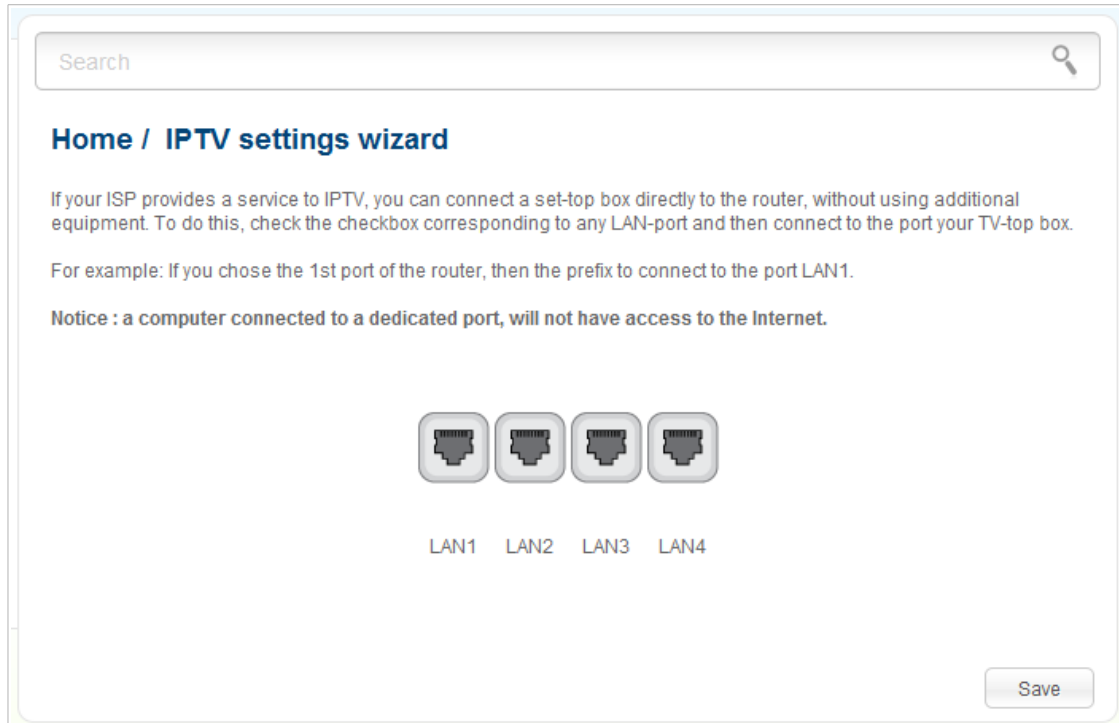 Search
Home / IPTV settings wizard
If your ISP provides a service to IPTV, you can connect a set-top box directly to the router, without using additional
equipment. To do this, check the checkbox corresponding to any LAN-port and then connect to the port your TV-top box.
For example: If you chose the 1st port of the router, then the prefix to connect to the port LAN1.
Notice : a computer connected to a dedicated port, will not have access to the Internet.
LAN1 LAN2 LAN3 LAN4
Save